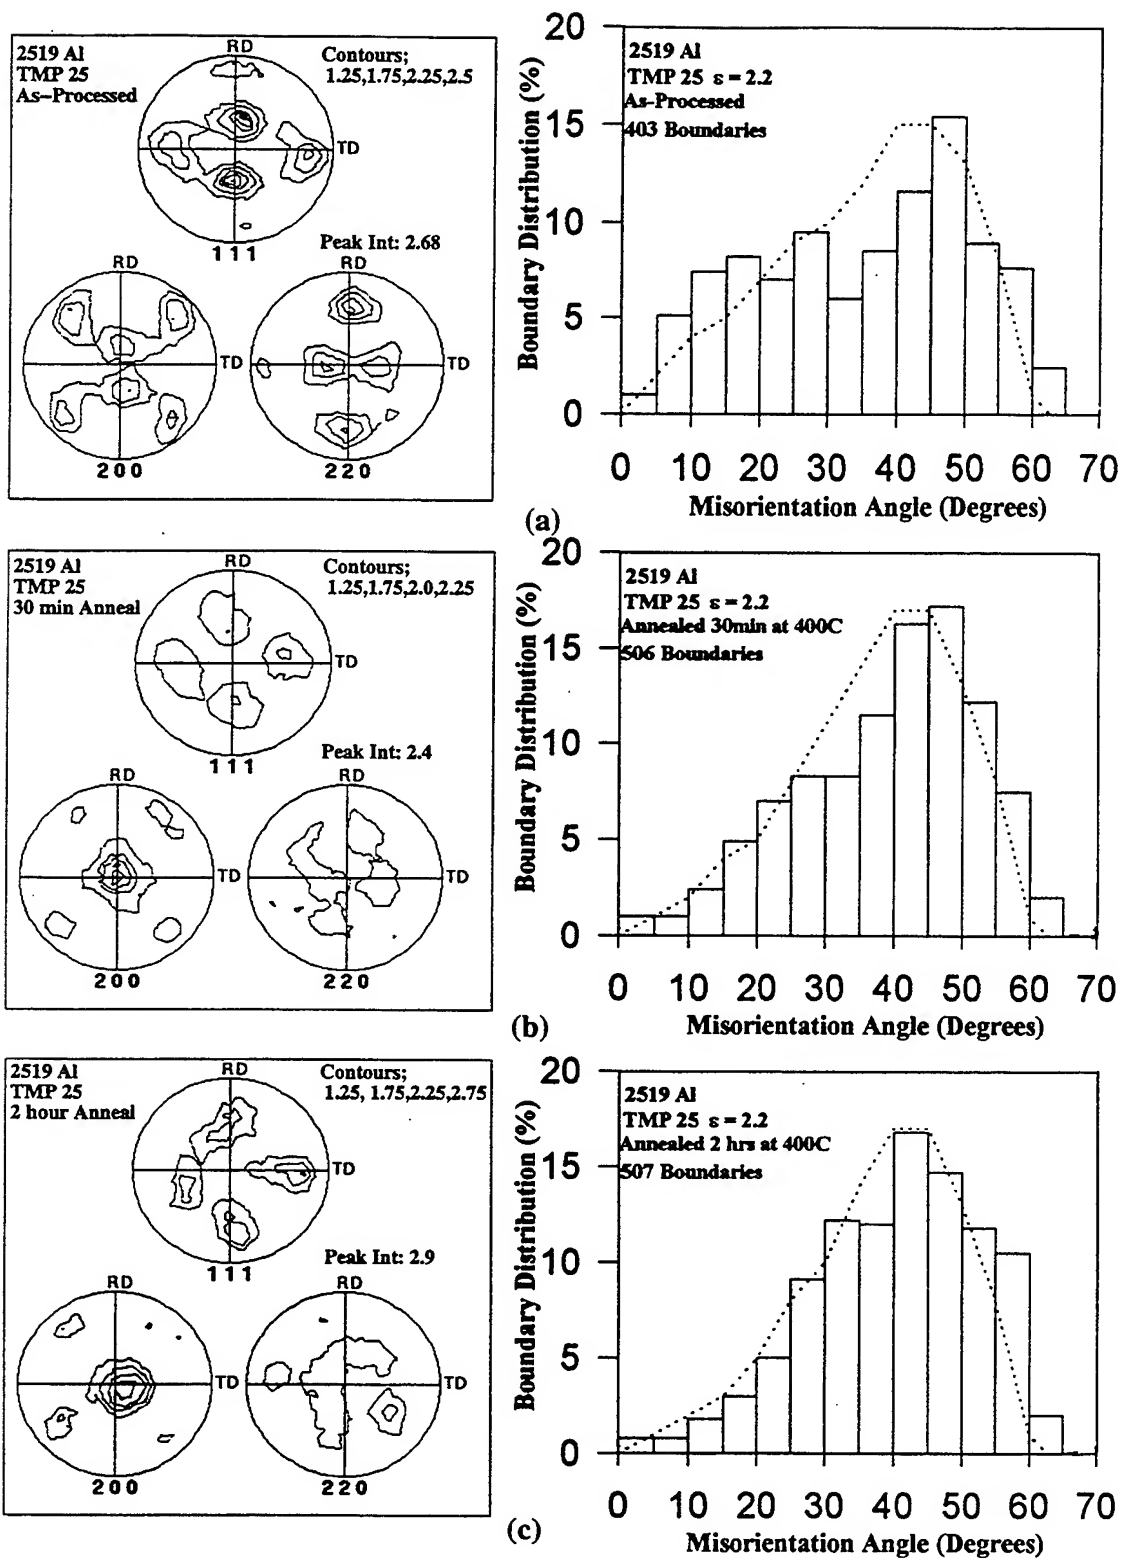 2519 Al
TMP 25
As-Processed
RD
Contours;
1.25,1.75,2.25,2.5
TD
111
Peak Int: 2.68
RD
TD
200
RD
TD
220
20
15
10
5
0
Boundary Distribution (%)
2519 Al
TMP 25 ε = 2.2
As-Processed
403 Boundaries
0 10 20 30 40 50 60 70
Misorientation Angle (Degrees)
(a)
2519 Al
TMP 25
30 min Anneal
RD
Contours;
1.25,1.75,2.0,2.25
TD
111
Peak Int: 2.4
RD
TD
200
RD
TD
220
20
15
10
5
0
Boundary Distribution (%)
2519 Al
TMP 25 ε = 2.2
Annealed 30min at 400C
506 Boundaries
0 10 20 30 40 50 60 70
Misorientation Angle (Degrees)
(b)
2519 Al
TMP 25
2 hour Anneal
RD
Contours;
1.25, 1.75,2.25,2.75
TD
111
Peak Int: 2.9
RD
TD
200
RD
TD
220
20
15
10
5
0
Boundary Distribution (%)
2519 Al
TMP 25 ε = 2.2
Annealed 2 hrs at 400C
507 Boundaries
0 10 20 30 40 50 60 70
Misorientation Angle (Degrees)
(c)